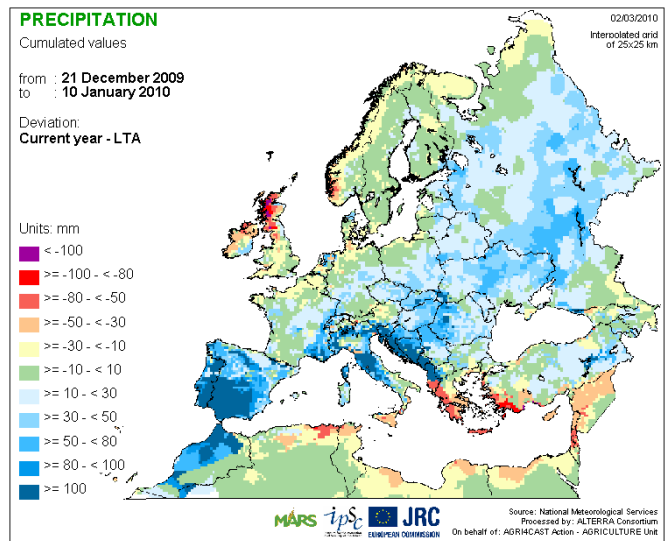 PRECIPITATION
02/03/2010
Cumulated values
Interpolated grid
of 25x25 km
from : 21 December 2009
to : 10 January 2010
Deviation:
Current year - LTA
Units: mm
< -100
>= -100 - < -80
>= -80 - < -50
>= -50 - < -30
>= -30 - < -10
>= -10 - < 10
>= 10 - < 30
>= 30 - < 50
>= 50 - < 80
>= 80 - < 100
>= 100
MARS ipsc JRC
EUROPEAN COMMISSION
Source: National Meteorological Services
Processed by: ALTERRA Consortium
On behalf of: AGRI4CAST Action - AGRICULTURE Unit